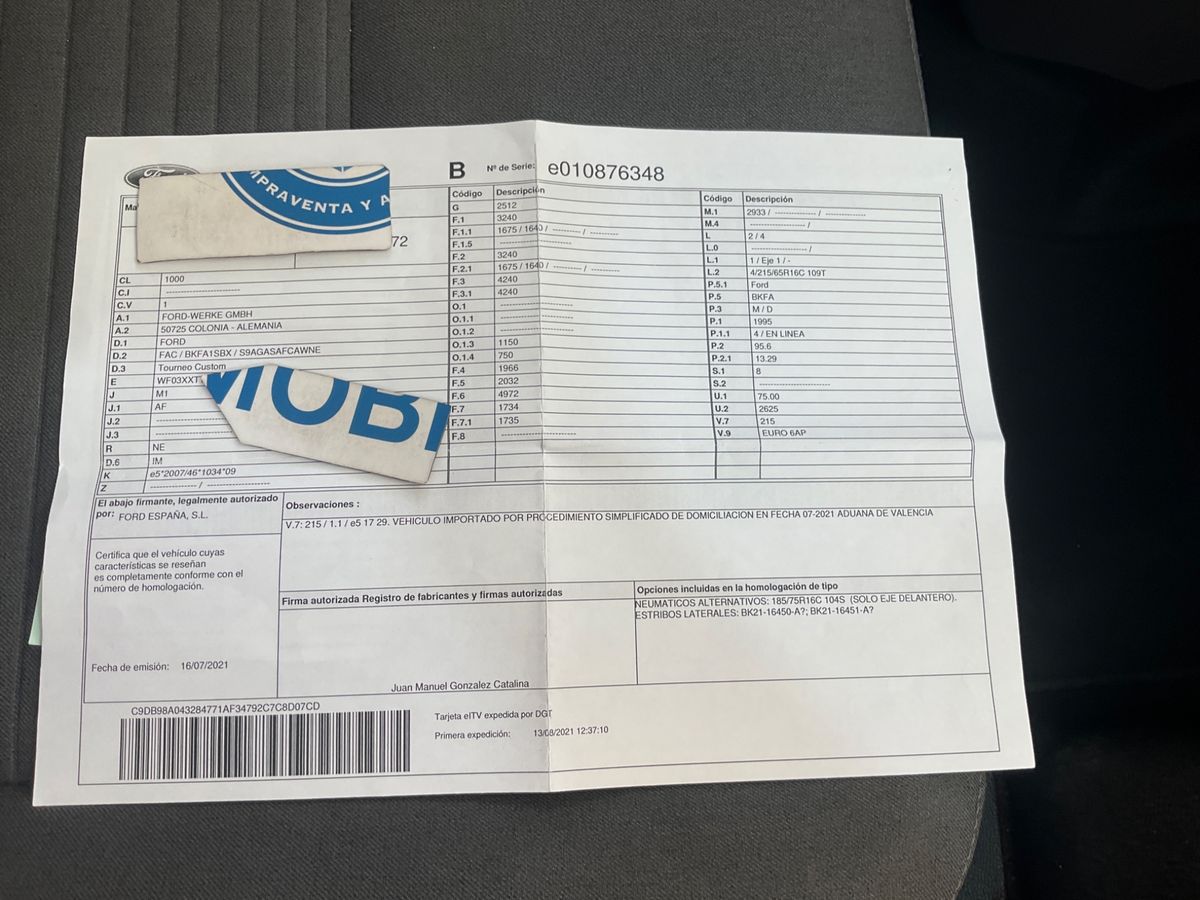 Ford
MPRAVENTA Y A
B Nº de Serie: e010876348
Ma
72
CL 1000
C.I ------------------------
C.V 1
A.1 FORD-WERKE GMBH
A.2 50725 COLONIA - ALEMANIA
D.1 FORD
D.2 FAC / BKFA1SBX / S9AGASAFCAWNE
D.3 Tourneo Custom
E WF03XXT
J M1
J.1 AF
J.2 ------------------------
J.3 ------------------------
R NE
D.6 IM
K e5*2007/46*1034*09
Z --------------- / --------------------
MOBI
Código Descripción
G 2512
F.1 3240
F.1.1 1675 / 1640 / --------- / ---------
F.1.5 ------------------------
F.2 3240
F.2.1 1675 / 1640 / --------- / ---------
F.3 4240
F.3.1 4240
O.1 ------------------------
O.1.1 ------------------------
O.1.2 ------------------------
O.1.3 1150
O.1.4 750
F.4 1966
F.5 2032
F.6 4972
F.7 1734
F.7.1 1735
F.8 ------------------------
Código Descripción
M.1 2933 / ------------- / -------------
M.4 ------------------ /
L 2 / 4
L.0 ------------------ /
L.1 1 / Eje 1 / -
L.2 4/215/65R16C 109T
P.5.1 Ford
P.5 BKFA
P.3 M / D
P.1 1995
P.1.1 4 / EN LINEA
P.2 95.6
P.2.1 13.29
S.1 8
S.2 ------------------------
U.1 75.00
U.2 2625
V.7 215
V.9 EURO 6AP
El abajo firmante, legalmente autorizado
por: FORD ESPAÑA, S.L.
Certifica que el vehículo cuyas
características se reseñan
es completamente conforme con el
número de homologación.
Fecha de emisión: 16/07/2021
Observaciones :
V.7: 215 / 1.1 / e5 17 29. VEHICULO IMPORTADO POR PROCEDIMIENTO SIMPLIFICADO DE DOMICILIACION EN FECHA 07-2021 ADUANA DE VALENCIA
Firma autorizada Registro de fabricantes y firmas autorizadas
Juan Manuel Gonzalez Catalina
Opciones incluidas en la homologación de tipo
NEUMATICOS ALTERNATIVOS: 185/75R16C 104S (SOLO EJE DELANTERO).
ESTRIBOS LATERALES: BK21-16450-A?; BK21-16451-A?
C9DB98A043284771AF34792C7C8D07CD
Tarjeta eITV expedida por DGT
Primera expedición: 13/08/2021 12:37:10